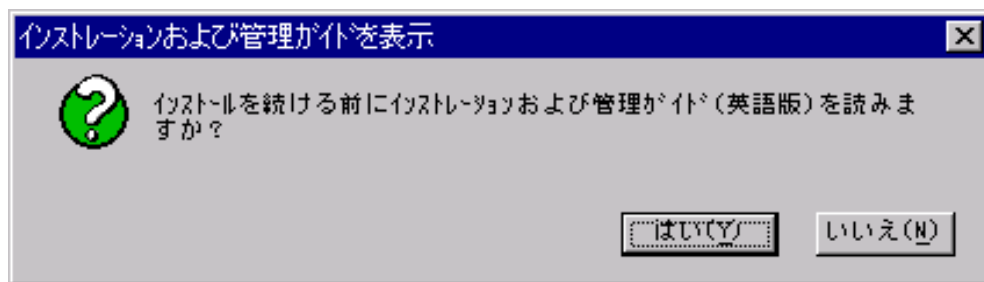 インストレーションおよび管理ガイドを表示
インストールを続ける前にインストレーションおよび管理ガイド(英語版)を読みま
すか?
はい(Y) いいえ(N)